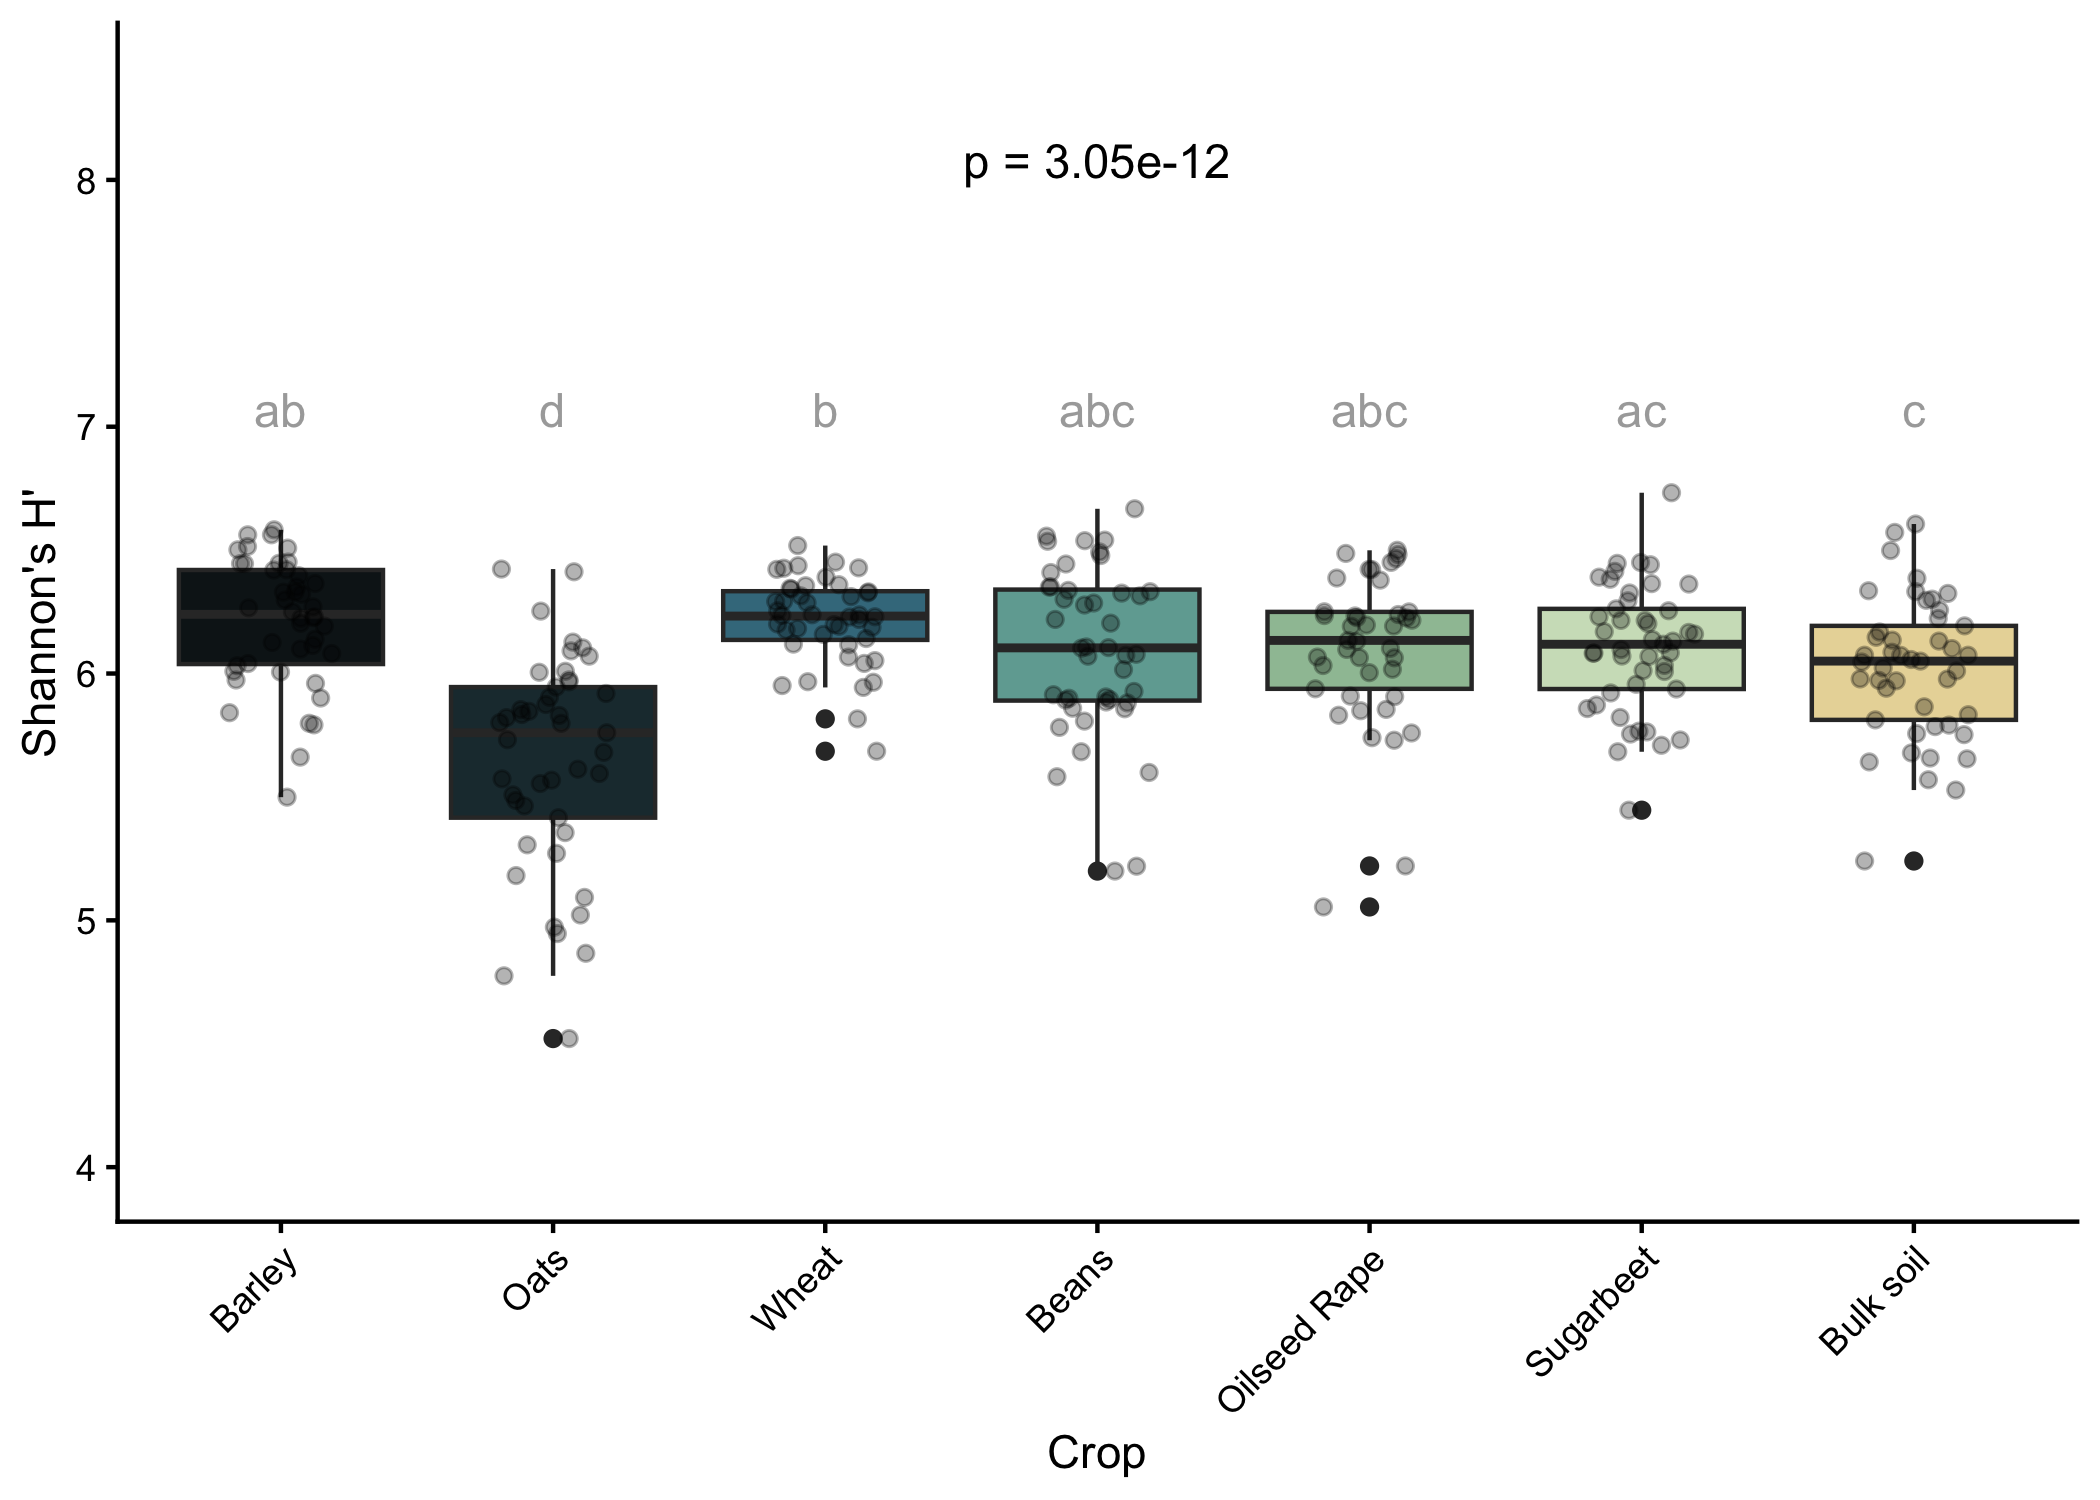 p = 3.05e-12
ab d b abc abc ac c
Shannon's H'
8
7
6
5
4
Barley Oats Wheat Beans Oilseed Rape Sugarbeet Bulk soil
Crop